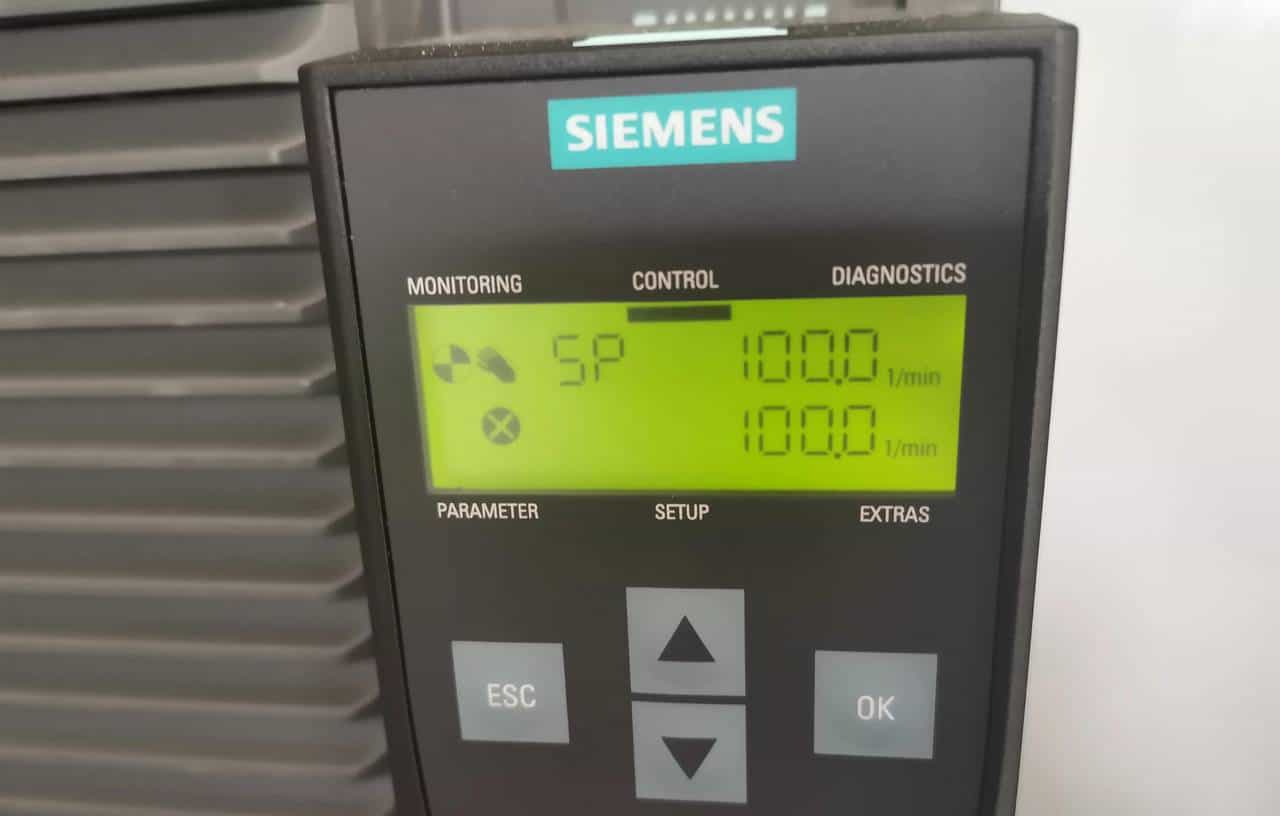 SIEMENS
MONITORING CONTROL DIAGNOSTICS
SP 100.0 1/min
100.0 1/min
PARAMETER SETUP EXTRAS
ESC OK